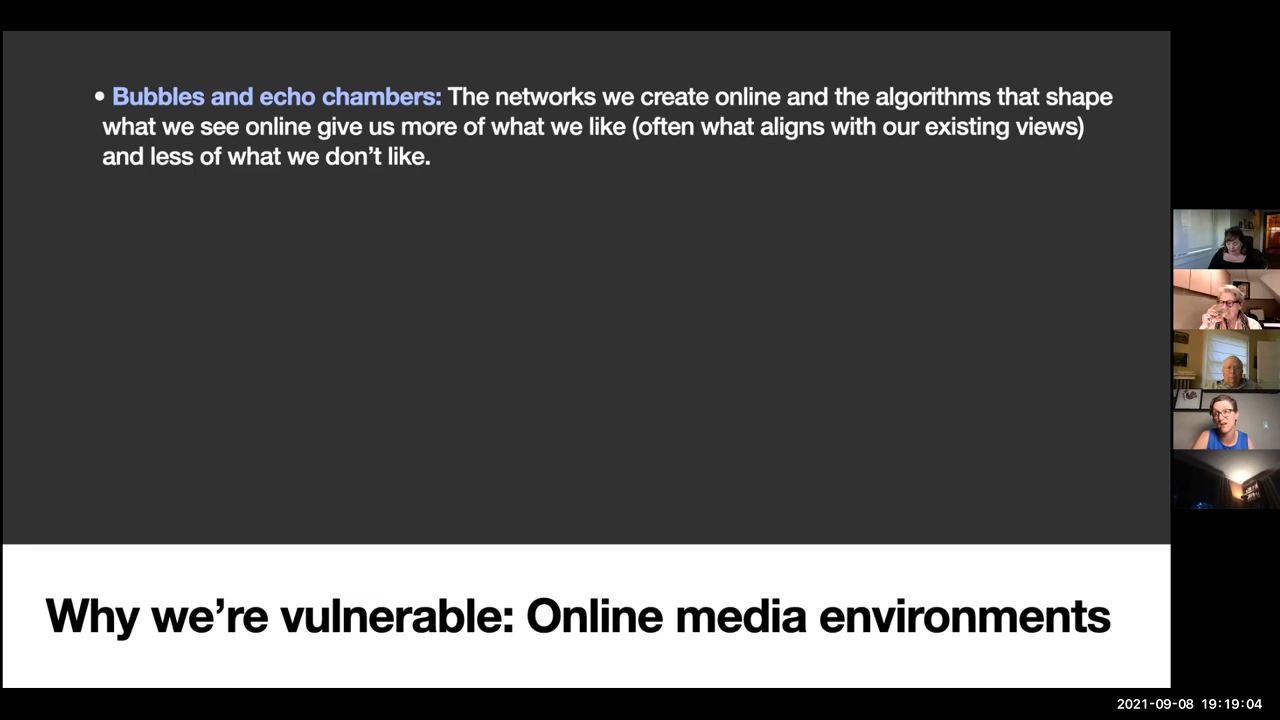 • Bubbles and echo chambers: The networks we create online and the algorithms that shape
what we see online give us more of what we like (often what aligns with our existing views)
and less of what we don’t like.
Why we’re vulnerable: Online media environments
2021-09-08 19:19:04